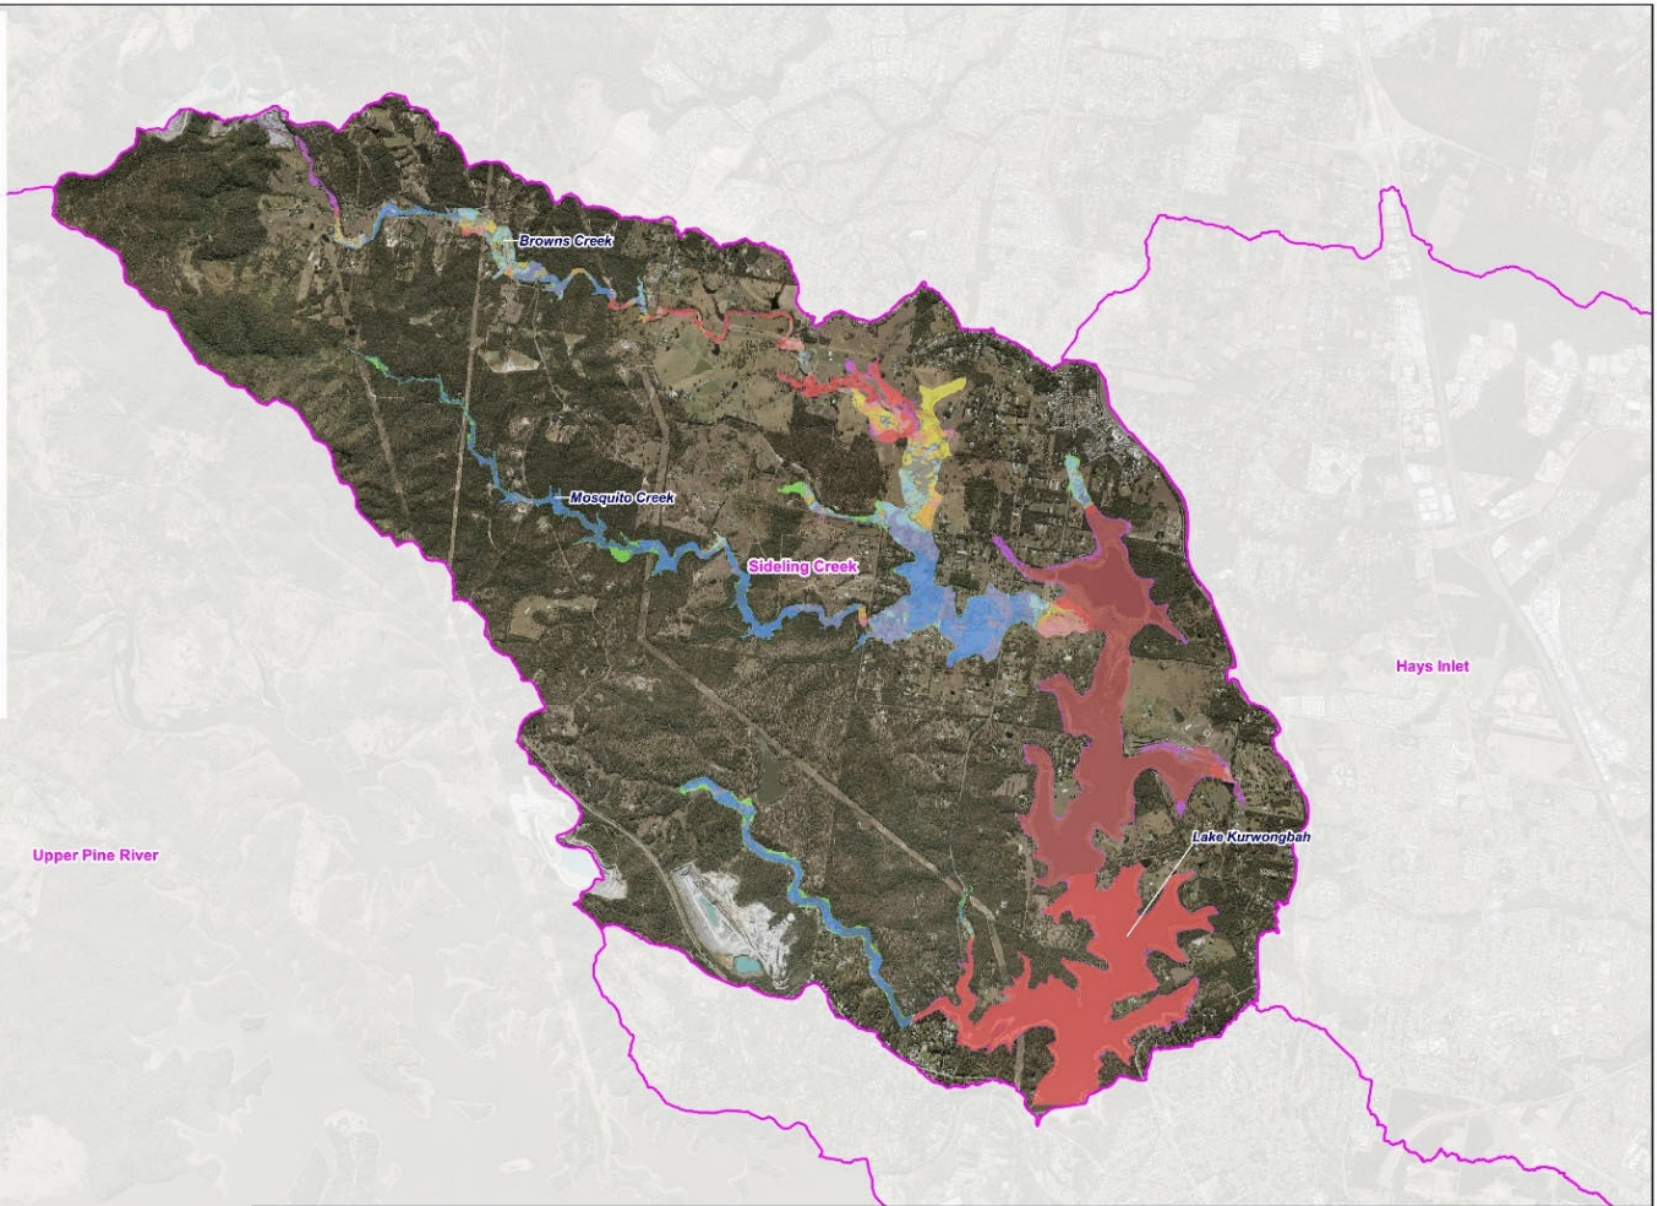 Browns Creek
Mosquito Creek
Sideling Creek
Hays Inlet
Lake Kurwongbah
Upper Pine River